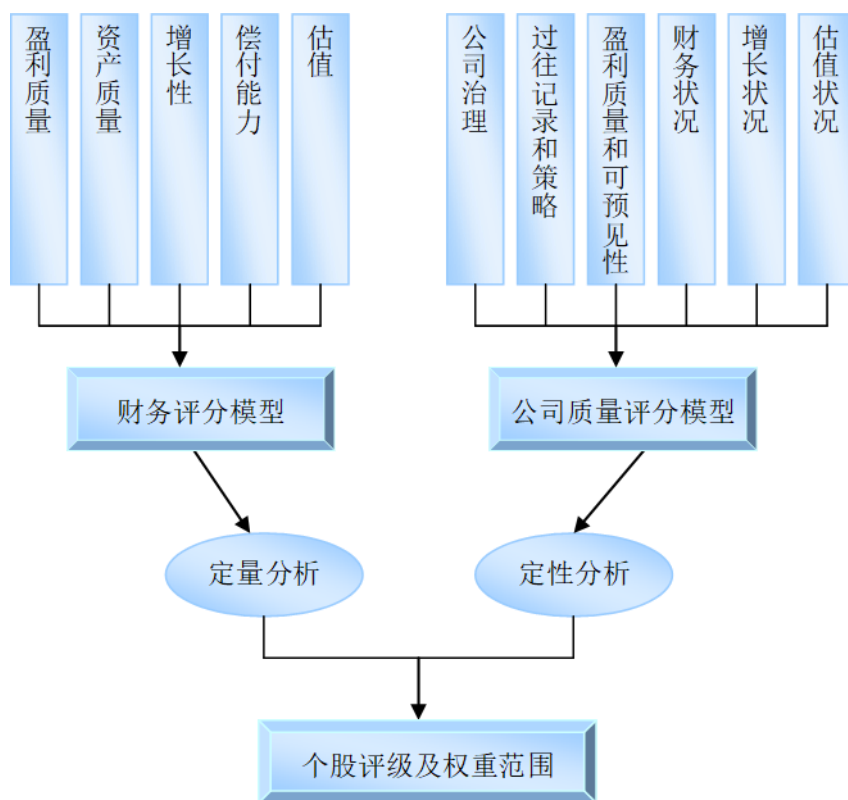 盈利质量
资产质量
增长性
偿付能力
估值
公司治理
过往记录和策略
盈利质量和可预见性
财务状况
增长状况
估值状况
财务评分模型
公司质量评分模型
定量分析
定性分析
个股评级及权重范围